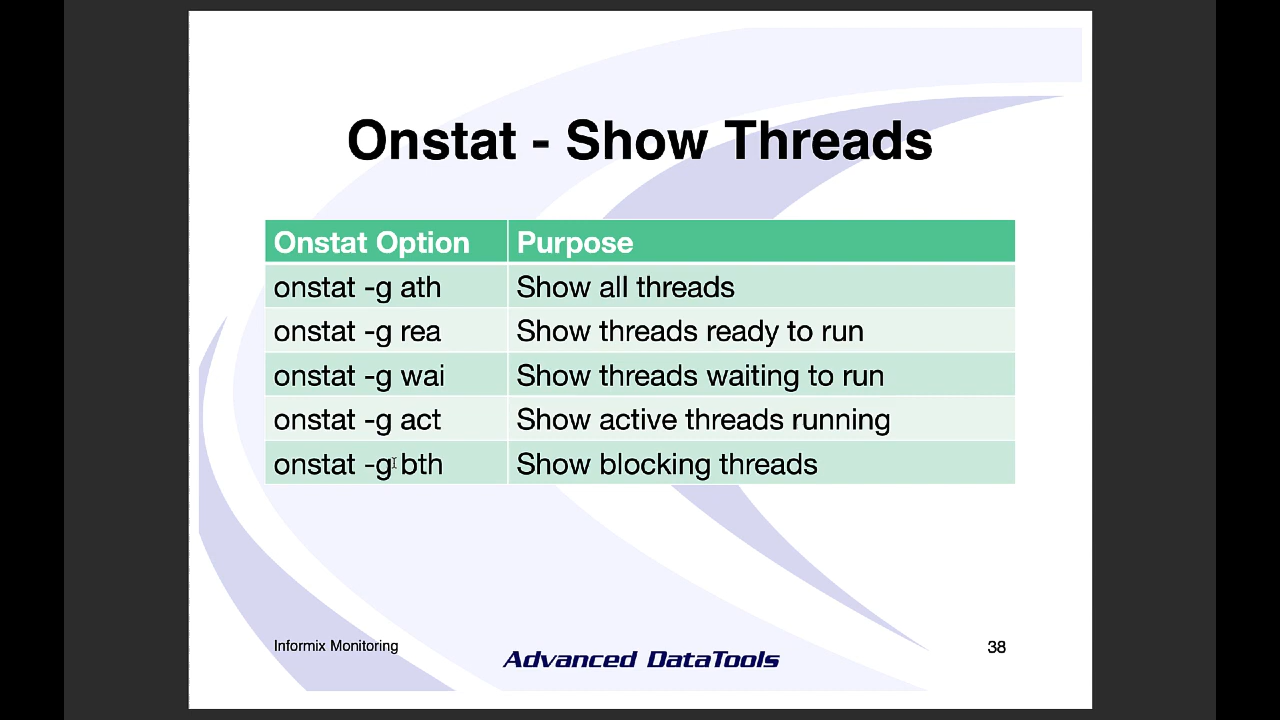 Onstat - Show Threads
Onstat Option Purpose
onstat -g ath Show all threads
onstat -g rea Show threads ready to run
onstat -g wai Show threads waiting to run
onstat -g act Show active threads running
onstat -g bth Show blocking threads
Informix Monitoring
Advanced DataTools
38